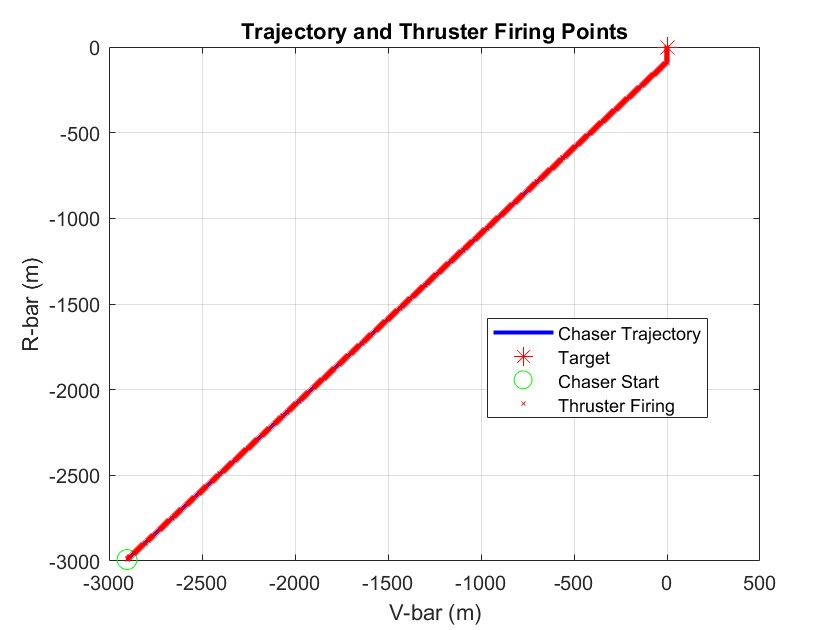 Trajectory and Thruster Firing Points
0
-500
-1000
-1500
-2000
-2500
-3000
R-bar (m)
Chaser Trajectory
Target
Chaser Start
Thruster Firing
-3000 -2500 -2000 -1500 -1000 -500 0 500
V-bar (m)